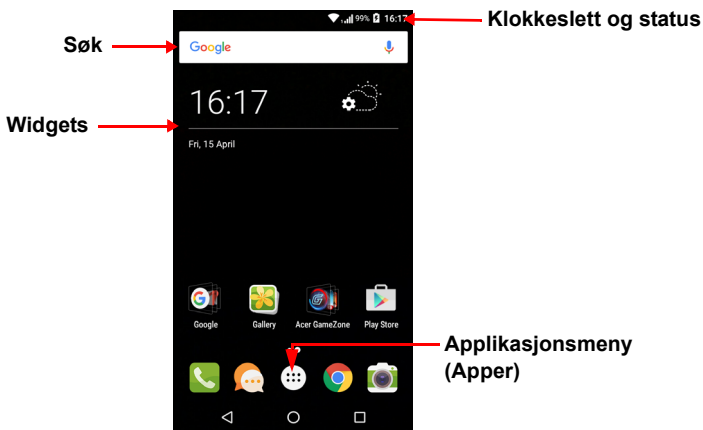 99% 16:17
Klokkeslett og status
Søk
Google
16:17
Widgets
Fri, 15 April
Google Gallery Acer GameZone Play Store
Applikasjonsmeny
(Apper)